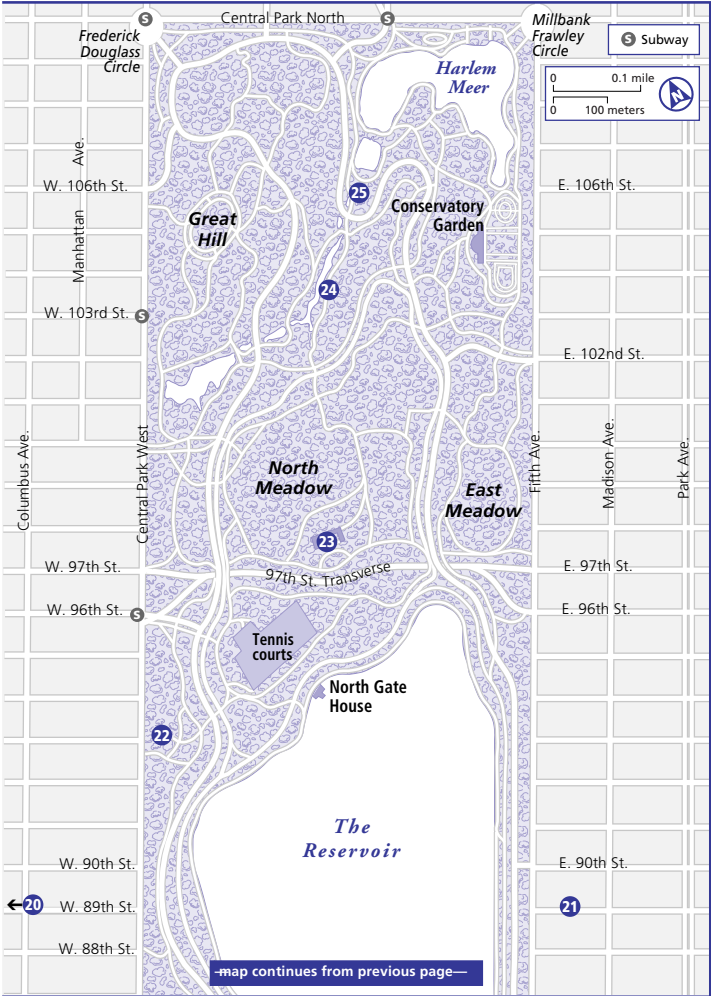 S
Central Park North
S
Millbank
Frawley
Circle
S Subway
Frederick
Douglass
Circle
0 0.1 mile
0 100 meters
N
Harlem
Meer
Manhattan Ave.
W. 106th St.
25
E. 106th St.
Conservatory
Garden
Great
Hill
24
W. 103rd St. S
E. 102nd St.
Columbus Ave.
Central Park West
Fifth Ave.
Madison Ave.
Park Ave.
North
Meadow
East
Meadow
23
W. 97th St.
97th St. Transverse
E. 97th St.
W. 96th St. S
E. 96th St.
Tennis
courts
North Gate
House
22
The
Reservoir
W. 90th St.
E. 90th St.
20
W. 89th St.
21
W. 88th St.
—map continues from previous page—